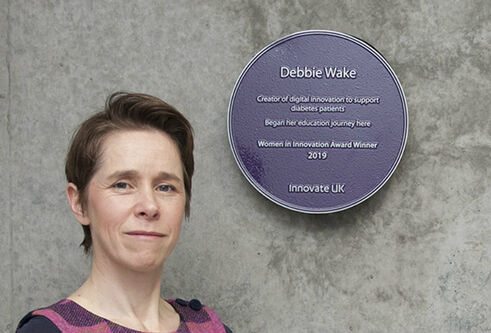 Debbie Wake
Creator of digital innovation to support
diabetes patients
Began her education journey here
Women in Innovation Award Winner
2019
Innovate UK